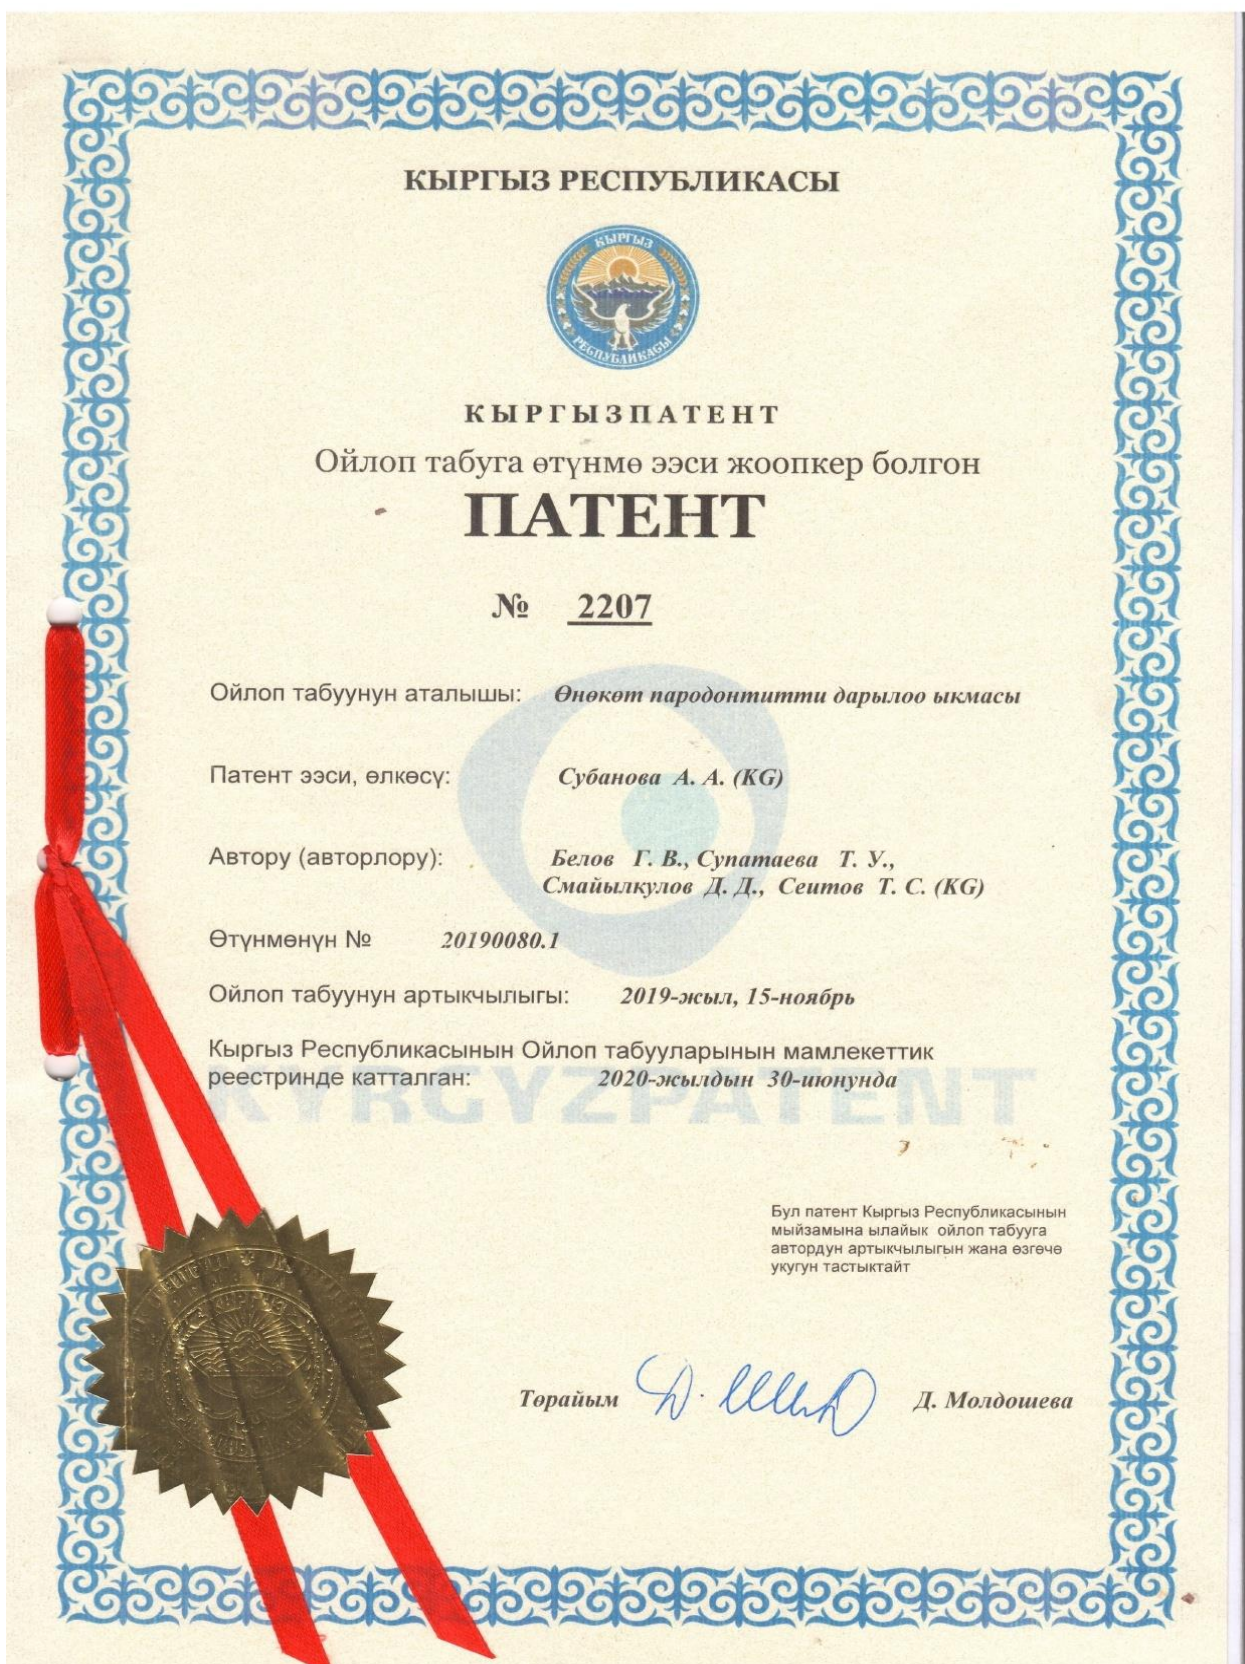 КЫРГЫЗ РЕСПУБЛИКАСЫ
КЫРГЫЗ
РЕСПУБЛИКАСЫ
КЫРГЫЗПАТЕНТ
Ойлоп табуга өтүнмө ээси жоопкер болгон
ПАТЕНТ
№ 2207
Ойлоп табуунун аталышы: Өнөкөт пародонтитти дарылоо ыкмасы
Патент ээси, өлкөсү: Субанова А. А. (KG)
Автору (авторлору): Белов Г. В., Супатаева Т. У.,
Смайылкулов Д. Д., Сеитов Т. С. (KG)
Өтүнмөнүн № 20190080.1
Ойлоп табуунун артыкчылыгы: 2019-жыл, 15-ноябрь
Кыргыз Республикасынын Ойлоп табууларынын мамлекеттик
реестринде катталган: 2020-жылдын 30-июнунда
KYRGYZPATENT
Бул патент Кыргыз Республикасынын
мыйзамына ылайык ойлоп табууга
автордун артыкчылыгын жана өзгөчө
укугун тастыктайт
КЫРГЫЗ
Төрайым Д. Молдошева